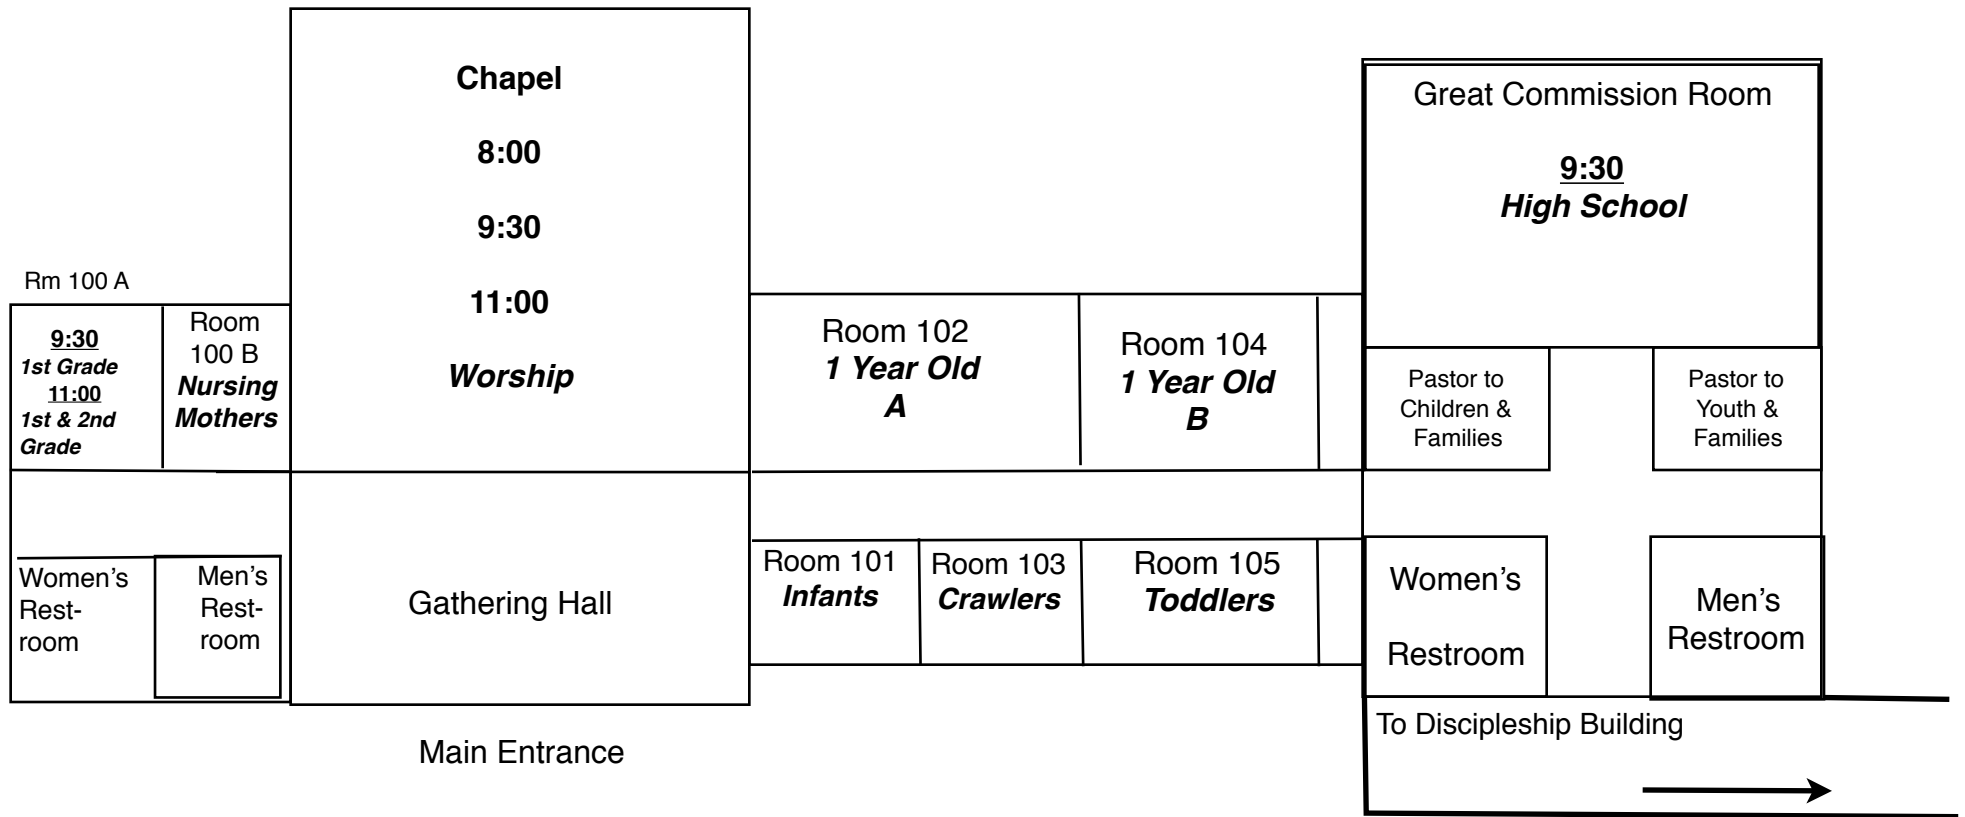 Chapel
8:00
9:30
11:00
Worship
Great Commission Room
9:30
High School
Rm 100 A
9:30
1st Grade
11:00
1st & 2nd
Grade
Room
100 B
Nursing
Mothers
Room 102
1 Year Old
A
Room 104
1 Year Old
B
Pastor to
Children &
Families
Pastor to
Youth &
Families
Women’s
Rest-
room
Men’s
Rest-
room
Gathering Hall
Room 101
Infants
Room 103
Crawlers
Room 105
Toddlers
Women’s
Restroom
Men’s
Restroom
To Discipleship Building
Main Entrance